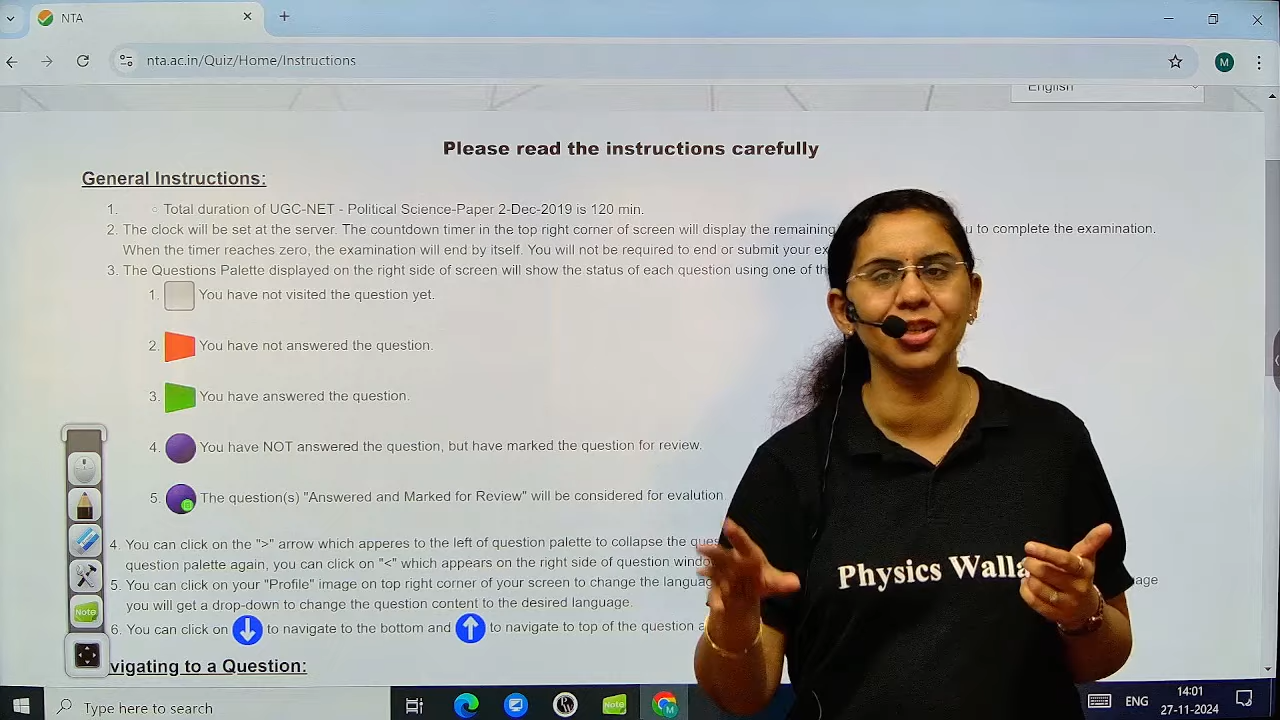 NTA
nta.ac.in/Quiz/Home/Instructions
English
Please read the instructions carefully
General Instructions:
1. Total duration of UGC-NET - Political Science-Paper 2-Dec-2019 is 120 min.
2. The clock will be set at the server. The countdown timer in the top right corner of screen will display the remaining u to complete the examination.
When the timer reaches zero, the examination will end by itself. You will not be required to end or submit your ex
3. The Questions Palette displayed on the right side of screen will show the status of each question using one of th
1. You have not visited the question yet.
2. You have not answered the question.
3. You have answered the question.
4. You have NOT answered the question, but have marked the question for review.
5. The question(s) "Answered and Marked for Review" will be considered for evalution
4. You can click on the ">" arrow which apperes to the left of question palette to collapse the ques
question palette again, you can click on "<" which appears on the right side of question windo
5. You can click on your "Profile" image on top right corner of your screen to change the languag age
you will get a drop-down to change the question content to the desired language.
6. You can click on to navigate to the bottom and to navigate to top of the question a
vigating to a Question:
Physics Walla
Note
Type here to search
Note
ENG
14:01
27-11-2024
M